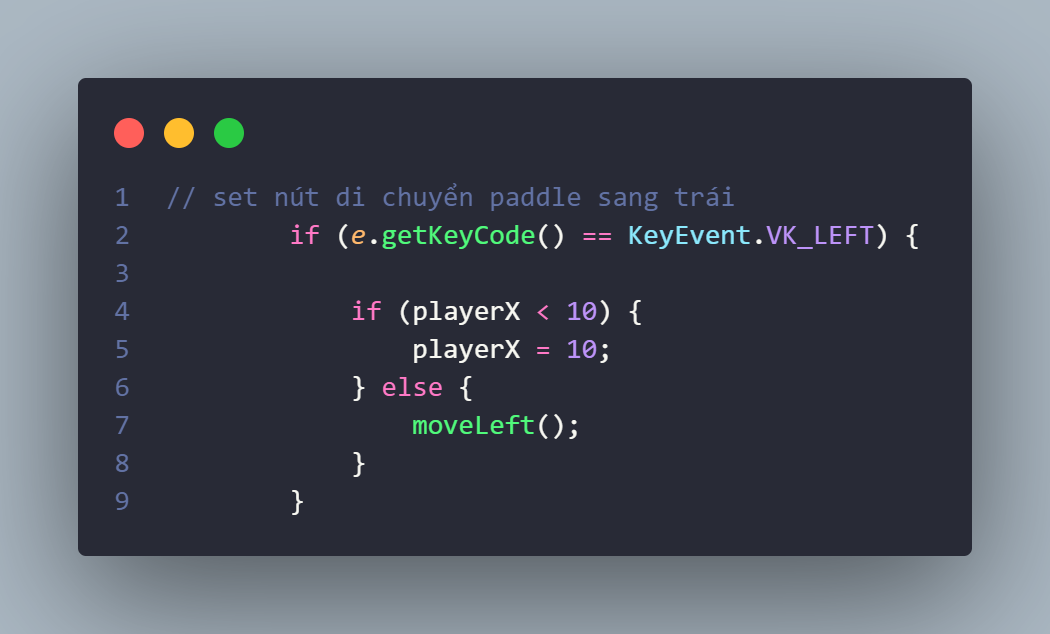 1 // set nút di chuyển paddle sang trái
2 if (e.getKeyCode() == KeyEvent.VK_LEFT) {
3
4 if (playerX < 10) {
5 playerX = 10;
6 } else {
7 moveLeft();
8 }
9 }